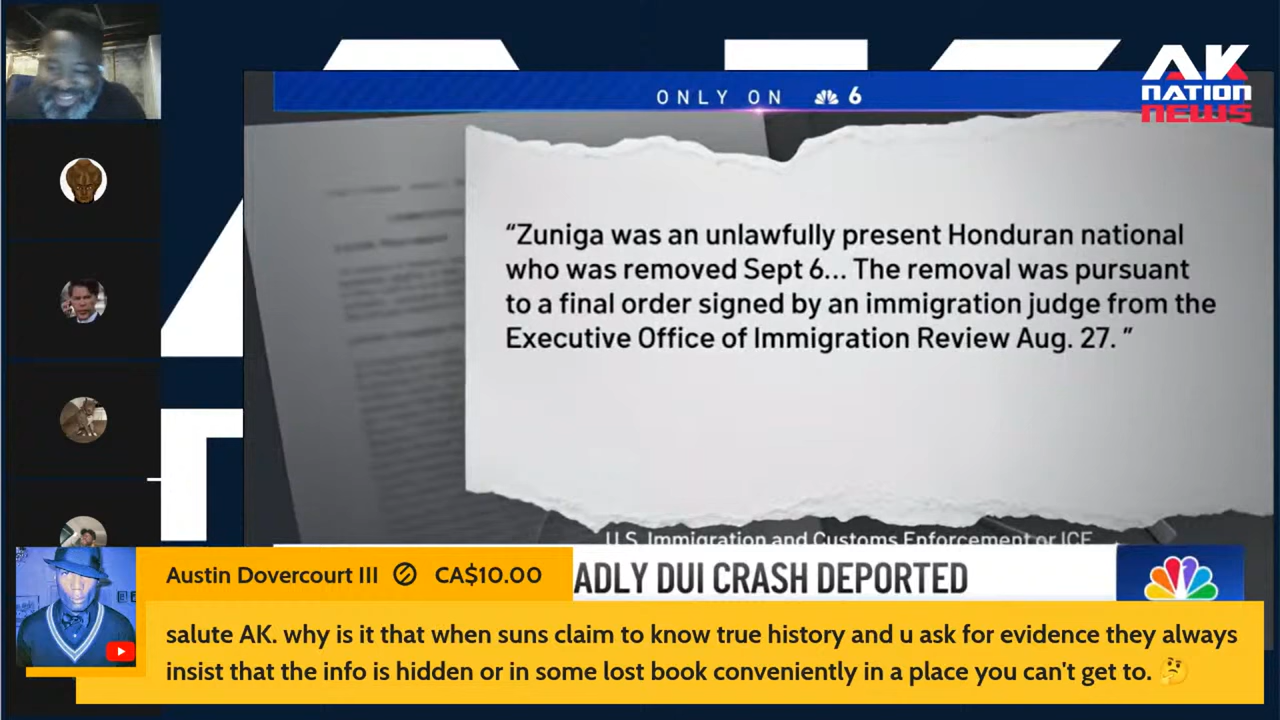 ONLY ON 6
AK
NATION
NEWS
“Zuniga was an unlawfully present Honduran national
who was removed Sept 6... The removal was pursuant
to a final order signed by an immigration judge from the
Executive Office of Immigration Review Aug. 27. ”
U.S. Immigration and Customs Enforcement or ICE
ADLY DUI CRASH DEPORTED
Austin Dovercourt III CA$10.00
salute AK. why is it that when suns claim to know true history and u ask for evidence they always
insist that the info is hidden or in some lost book conveniently in a place you can't get to. 🤔